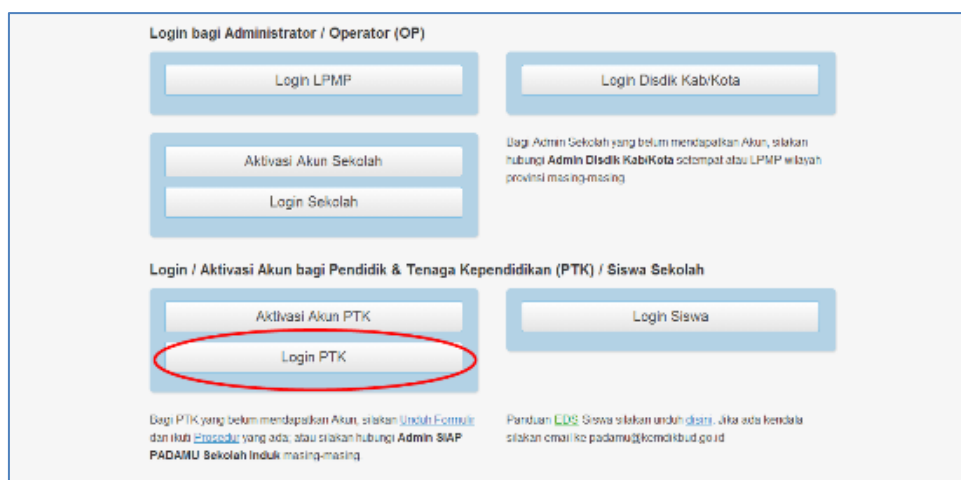 Login bagi Administrator / Operator (OP)
Login LPMP
Login Disdik Kab/Kota
Aktivasi Akun Sekolah
Login Sekolah
Bagi Admin Sekolah yang belum mendapatkan Akun, silakan
hubungi Admin Disdik Kab/Kota setempat atau LPMP wilayah
provinsi masing-masing
Login / Aktivasi Akun bagi Pendidik & Tenaga Kependidikan (PTK) / Siswa Sekolah
Aktivasi Akun PTK
Login PTK
Login Siswa
Bagi PTK yang belum mendapatkan Akun, silakan Unduh Formulir
dan ikuti Prosedur yang ada; atau silakan hubungi Admin SIAP
PADAMU Sekolah Induk masing-masing
Panduan EDS Siswa silakan unduh disini. Jika ada kendala
silakan email ke padamu@kemdikbud.go.id